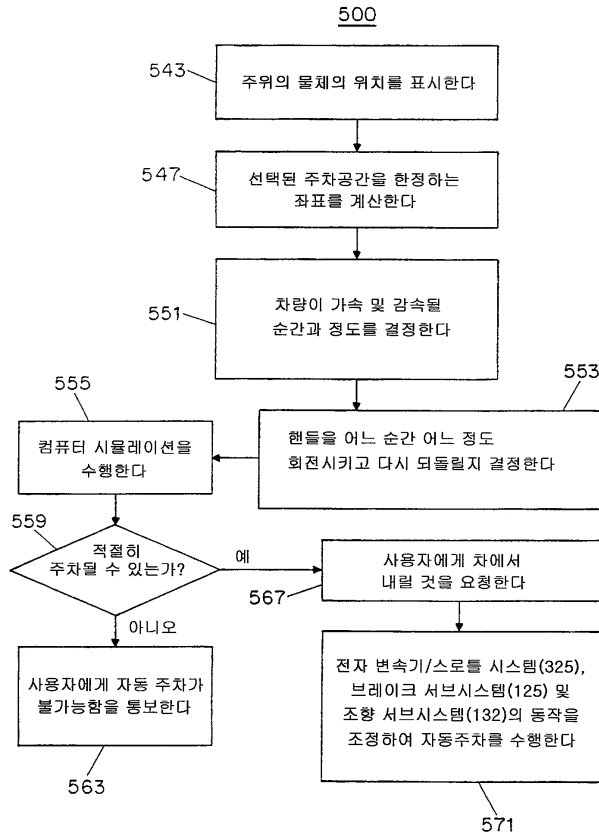 500
543
주위의 물체의 위치를 표시한다
547
선택된 주차공간을 한정하는
좌표를 계산한다
551
차량이 가속 및 감속될
순간과 정도를 결정한다
553
핸들을 어느 순간 어느 정도
회전시키고 다시 되돌릴지 결정한다
555
컴퓨터 시뮬레이션을
수행한다
559
적절히
주차될 수 있는가?
예
아니오
567
사용자에게 차에서
내릴 것을 요청한다
사용자에게 자동 주차가
불가능함을 통보한다
563
전자 변속기/스로틀 시스템(325),
브레이크 서브시스템(125) 및
조향 서브시스템(132)의 동작을
조정하여 자동주차를 수행한다
571